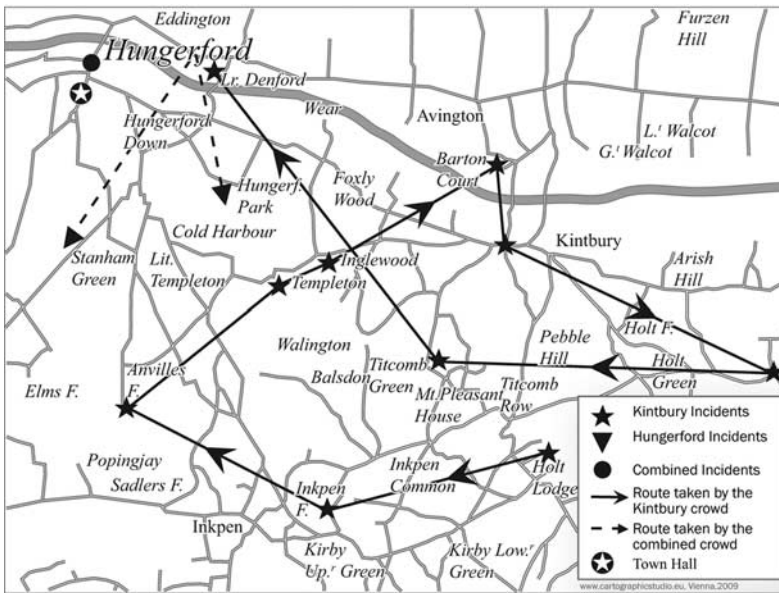 Eddington
Furzen
Hill
Hungerford
Lr. Denford
Wear
Avington
Hungerford
Down
L.ʳ Walcot
G.ᵗ Walcot
Barton
Court
Foxly
Wood
Hungerf.
Park
Cold Harbour
Kintbury
Stanham
Green
Lit.
Templeton
Inglewood
Templeton
Arish
Hill
Holt F.
Walington
Pebble
Hill
Anvilles
F.
Balsdon
Titcomb
Green
Holt
Green
Elms F.
Mt.Pleasant
House
Titcomb
Row
Popingjay
Sadlers F.
Inkpen
F.
Inkpen
Common
Holt
Lodge
Inkpen
Kirby
Up.ʳ Green
Kirby Low.ʳ
Green
Kintbury Incidents
Hungerford Incidents
Combined Incidents
Route taken by the
Kintbury crowd
Route taken by the
combined crowd
Town Hall
www.cartographicstudio.eu, Vienna,2009